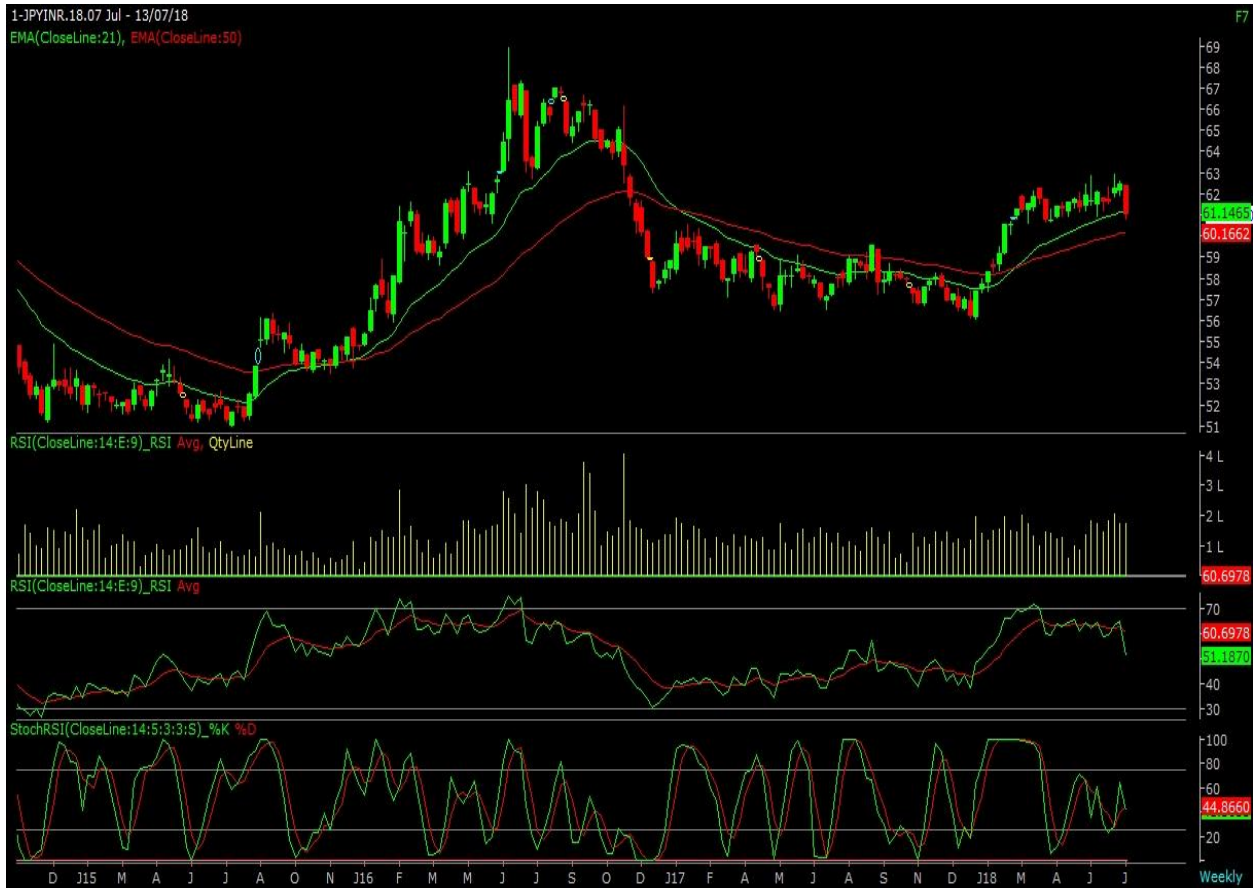 1-JPYINR.18.07 Jul - 13/07/18
F7
EMA(CloseLine:21), EMA(CloseLine:50)
69
68
67
66
65
64
63
62
61.1465
60.1662
59
58
57
56
55
54
53
52
51
RSI(CloseLine:14:E:9)_RSI Avg, QtyLine
4 L
3 L
2 L
1 L
60.6978
RSI(CloseLine:14:E:9)_RSI Avg
70
60.6978
51.1870
40
30
StochRSI(CloseLine:14:5:3:3:S)_%K %D
100
80
60
44.8660
20
D J15 M A J J A O N D J16 F M A M J J S O D J17 F A M J J A S O N D J18 M A J J
Weekly